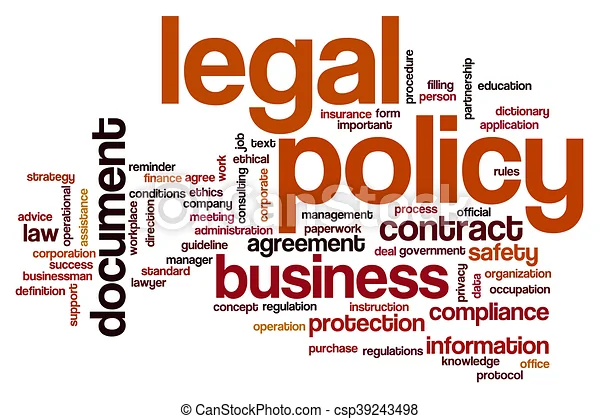 legal
policy
procedure
filling
person
partnership
education
insurance form
important
dictionary
application
rules
document
reminder
finance agree
work
conditions ethics
company
meeting
administration
guideline
manager
standard
lawyer
workplace
direction
job
text
ethical
consulting
corporate
strategy
operational
assistance
advice
law
corporation
success
businessman
definition
support
management
paperwork
agreement
process
official
contract
deal government
safety
business
privacy
data
organization
occupation
compliance
concept regulation
instruction
operation
protection
purchase
regulations
information
knowledge
office
protocol
CanStockPhoto
© CanStockPhoto.com - csp39243498